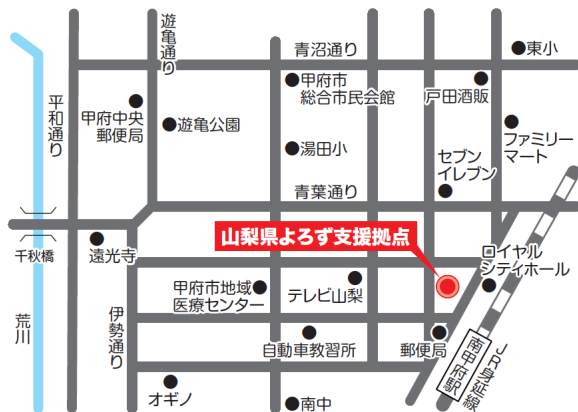 遊亀通り
青沼通り
東小
平和通り
甲府中央
郵便局
遊亀公園
甲府市
総合市民会館
戸田酒販
湯田小
セブン
イレブン
ファミリー
マート
青葉通り
千秋橋
遠光寺
山梨県よろず支援拠点
ロイヤル
シティホール
甲府市地域
医療センター
テレビ山梨
荒川
伊勢通り
自動車教習所
郵便局
南甲府駅
JR身延線
オギノ
南中